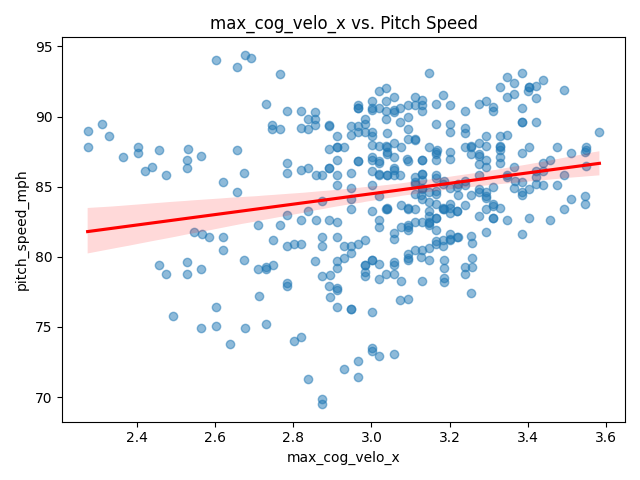 max_cog_velo_x vs. Pitch Speed
pitch_speed_mph
95
90
85
80
75
70
2.4 2.6 2.8 3.0 3.2 3.4 3.6
max_cog_velo_x